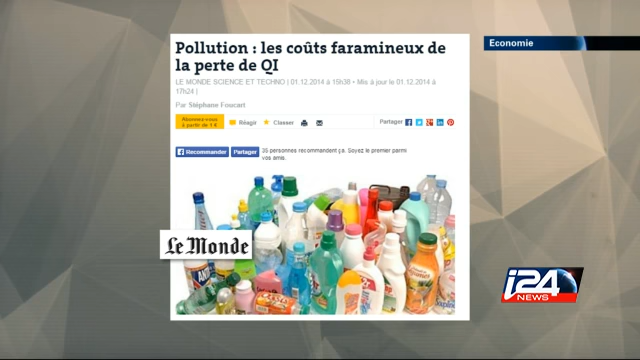 Economie
Pollution : les coûts faramineux de
la perte de QI
LE MONDE SCIENCE ET TECHNO | 01.12.2014 à 15h38 • Mis à jour le 01.12.2014 à
17h24 |
Par Stéphane Foucart
Abonnez-vous
à partir de 1 €
Réagir
Classer
Partager
Recommander
Partager
35 personnes recommandent ça. Soyez le premier parmi
vos amis.
Le Monde
i24
NEWS